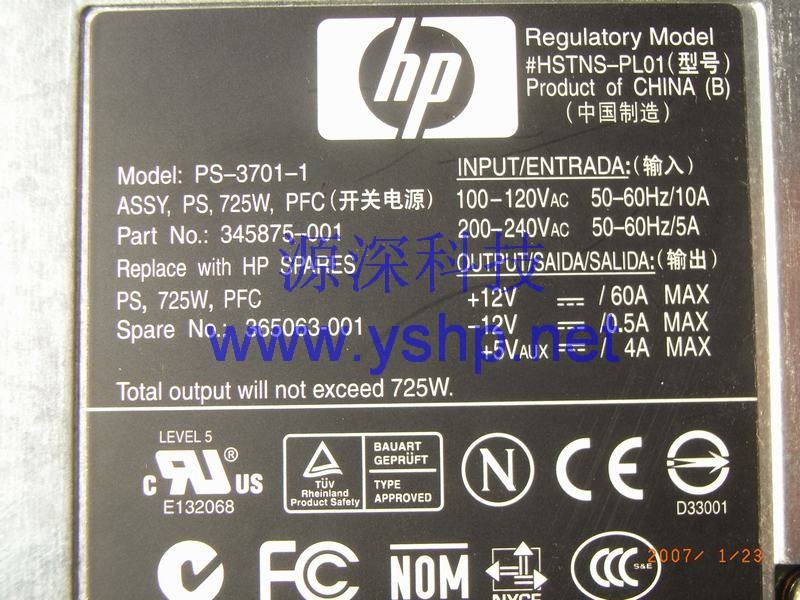 hp
Regulatory Model
#HSTNS-PL01(型号)
Product of CHINA (B)
(中国制造)
Model: PS-3701-1
ASSY, PS, 725W, PFC(开关电源)
Part No.: 345875-001
Replace with HP SPARES
PS, 725W, PFC
Spare No.: 365063-001
INPUT/ENTRADA:(输入)
100-120VAC 50-60Hz/10A
200-240VAC 50-60Hz/5A
OUTPUT/SAIDA/SALIDA:(输出)
+12V / 60A MAX
-12V /0.5A MAX
+5VAUX / 4A MAX
源深科技
www.yshp.net
Total output will not exceed 725W.
LEVEL 5
c RU ® US
E132068
TÜV
Rheinland
Product Safety
BAUART
GEPRÜFT
TYPE
APPROVED
N
CE
D33001
FC
NOM
NYCE
CCC
S&E
2007/ 1/23